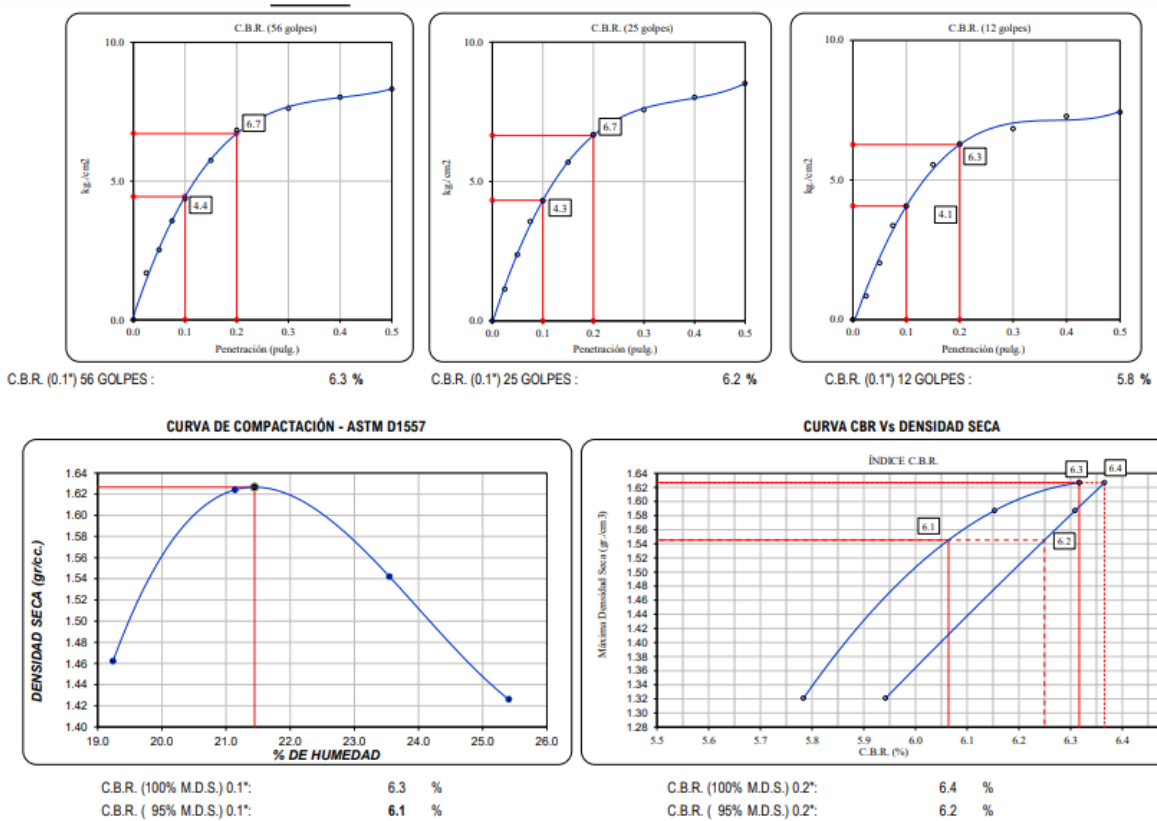 C.B.R. (56 golpes)
10.0
5.0
0.0
kg./cm2
6.7
4.4
0.0 0.1 0.2 0.3 0.4 0.5
Penetración (pulg.)
C.B.R. (25 golpes)
10.0
5.0
0.0
kg./cm2
6.7
4.3
0.0 0.1 0.2 0.3 0.4 0.5
Penetración (pulg.)
C.B.R. (12 golpes)
10.0
5.0
0.0
kg./cm2
6.3
4.1
0.0 0.1 0.2 0.3 0.4 0.5
Penetración (pulg.)
C.B.R. (0.1") 56 GOLPES : 6.3 %
C.B.R. (0.1") 25 GOLPES : 6.2 %
C.B.R. (0.1") 12 GOLPES : 5.8 %
CURVA DE COMPACTACIÓN - ASTM D1557
DENSIDAD SECA (gr/cc.)
1.64
1.62
1.60
1.58
1.56
1.54
1.52
1.50
1.48
1.46
1.44
1.42
1.40
19.0 20.0 21.0 22.0 23.0 24.0 25.0 26.0
% DE HUMEDAD
CURVA CBR Vs DENSIDAD SECA
ÍNDICE C.B.R.
Máxima Densidad Seca (gr./cm3)
1.64
1.62
1.60
1.58
1.56
1.54
1.52
1.50
1.48
1.46
1.44
1.42
1.40
1.38
1.36
1.34
1.32
1.30
1.28
6.3
6.4
6.1
6.2
5.5 5.6 5.7 5.8 5.9 6.0 6.1 6.2 6.3 6.4
C.B.R. (%)
C.B.R. (100% M.D.S.) 0.1": 6.3 %
C.B.R. ( 95% M.D.S.) 0.1": 6.1 %
C.B.R. (100% M.D.S.) 0.2": 6.4 %
C.B.R. ( 95% M.D.S.) 0.2": 6.2 %